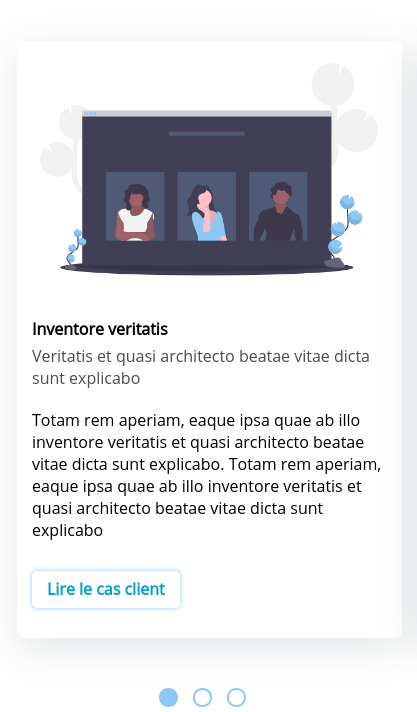 Inventore veritatis
Veritatis et quasi architecto beatae vitae dicta
sunt explicabo
Totam rem aperiam, eaque ipsa quae ab illo
inventore veritatis et quasi architecto beatae
vitae dicta sunt explicabo. Totam rem aperiam,
eaque ipsa quae ab illo inventore veritatis et
quasi architecto beatae vitae dicta sunt
explicabo
Lire le cas client